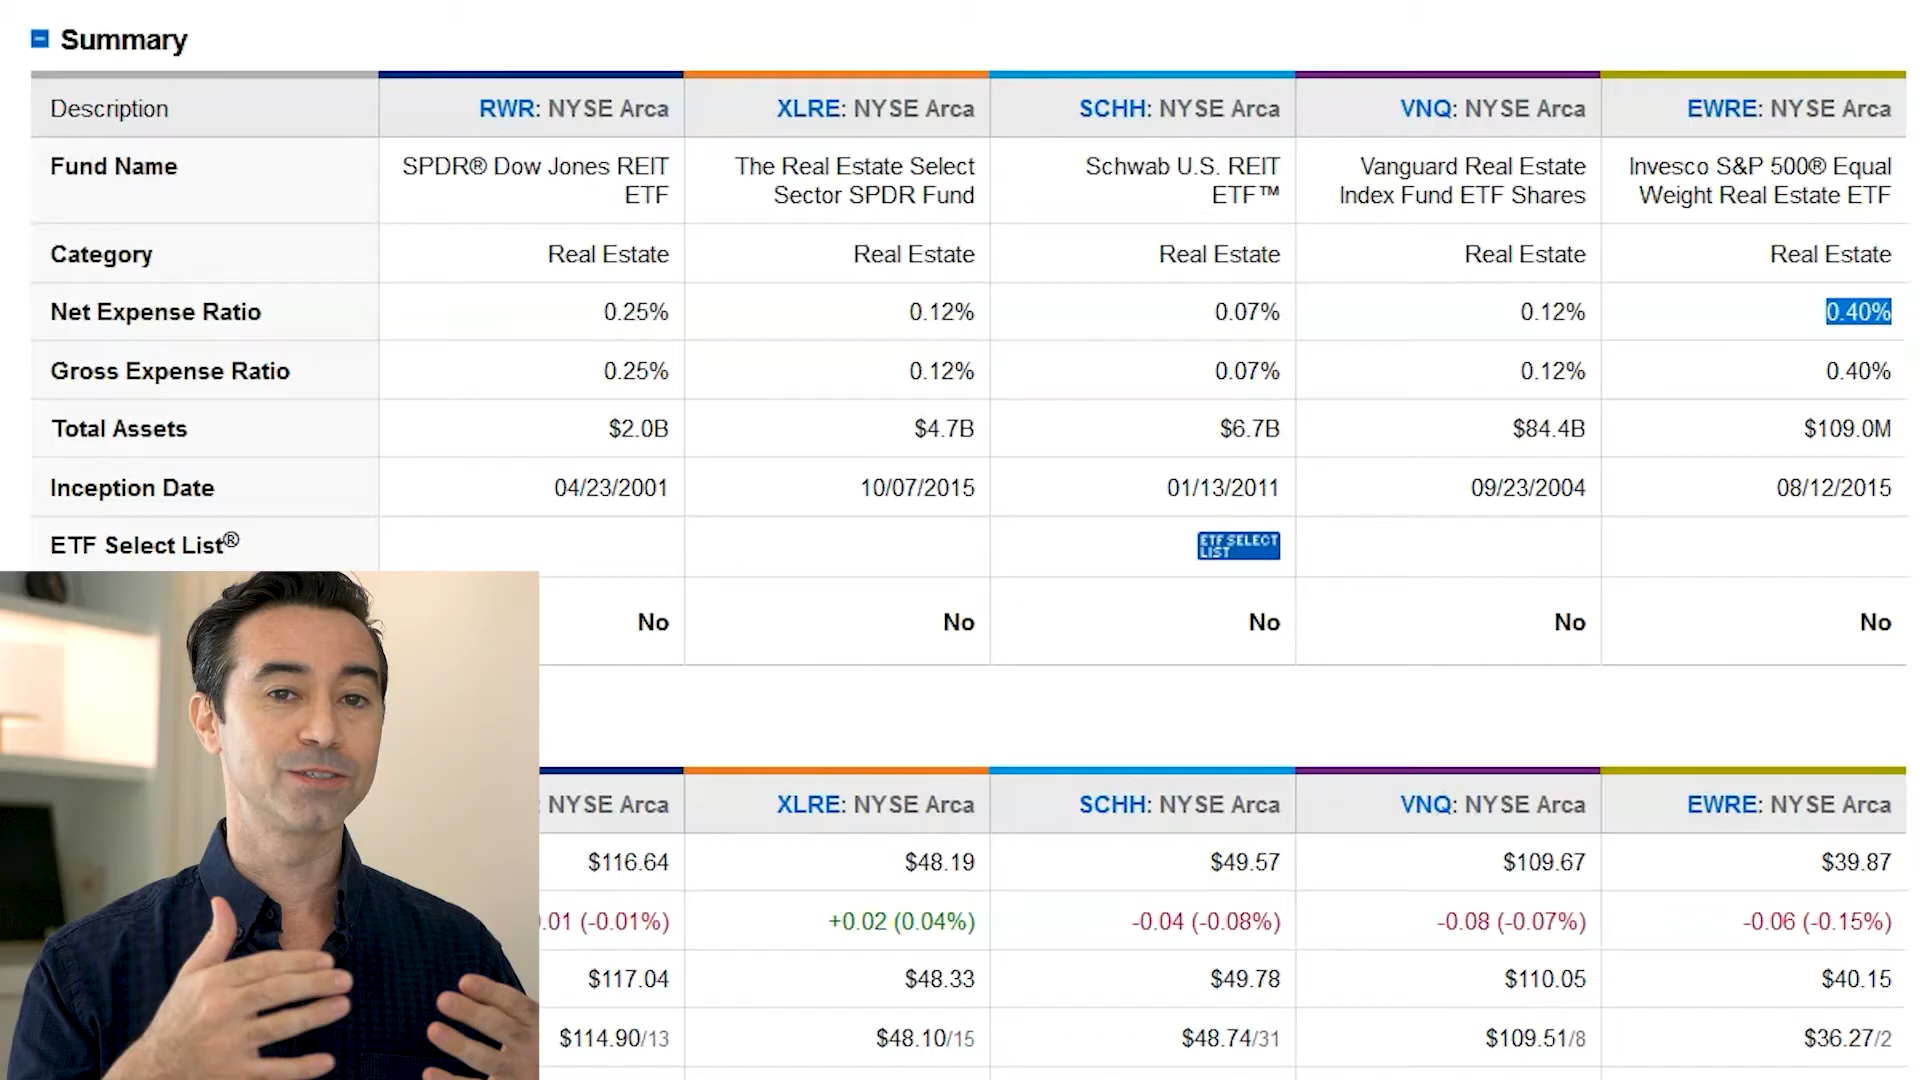 Summary
Description RWR: NYSE Arca XLRE: NYSE Arca SCHH: NYSE Arca VNQ: NYSE Arca EWRE: NYSE Arca
Fund Name SPDR® Dow Jones REIT The Real Estate Select Schwab U.S. REIT Vanguard Real Estate Invesco S&P 500® Equal
ETF Sector SPDR Fund ETF™ Index Fund ETF Shares Weight Real Estate ETF
Category Real Estate Real Estate Real Estate Real Estate Real Estate
Net Expense Ratio 0.25% 0.12% 0.07% 0.12% 0.40%
Gross Expense Ratio 0.25% 0.12% 0.07% 0.12% 0.40%
Total Assets $2.0B $4.7B $6.7B $84.4B $109.0M
Inception Date 04/23/2001 10/07/2015 01/13/2011 09/23/2004 08/12/2015
ETF Select List® ETF SELECT
LIST
No No No No No
: NYSE Arca XLRE: NYSE Arca SCHH: NYSE Arca VNQ: NYSE Arca EWRE: NYSE Arca
$116.64 $48.19 $49.57 $109.67 $39.87
.01 (-0.01%) +0.02 (0.04%) -0.04 (-0.08%) -0.08 (-0.07%) -0.06 (-0.15%)
$117.04 $48.33 $49.78 $110.05 $40.15
$114.90/13 $48.10/15 $48.74/31 $109.51/8 $36.27/2